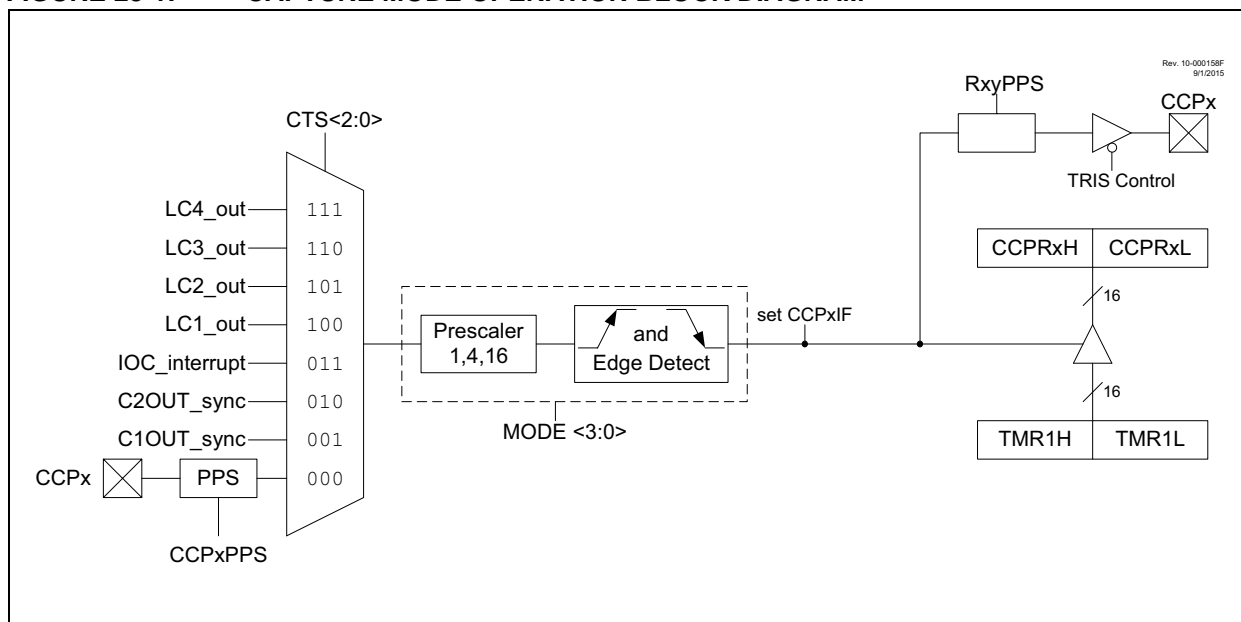 Rev. 10-000158F
9/1/2015
RxyPPS
CCPx
CTS<2:0>
TRIS Control
LC4_out 111
LC3_out 110
LC2_out 101
LC1_out 100
IOC_interrupt 011
C2OUT_sync 010
C1OUT_sync 001
CCPx PPS 000
CCPxPPS
Prescaler
1,4,16
and
Edge Detect
MODE <3:0>
set CCPxIF
CCPRxH CCPRxL
16
16
TMR1H TMR1L